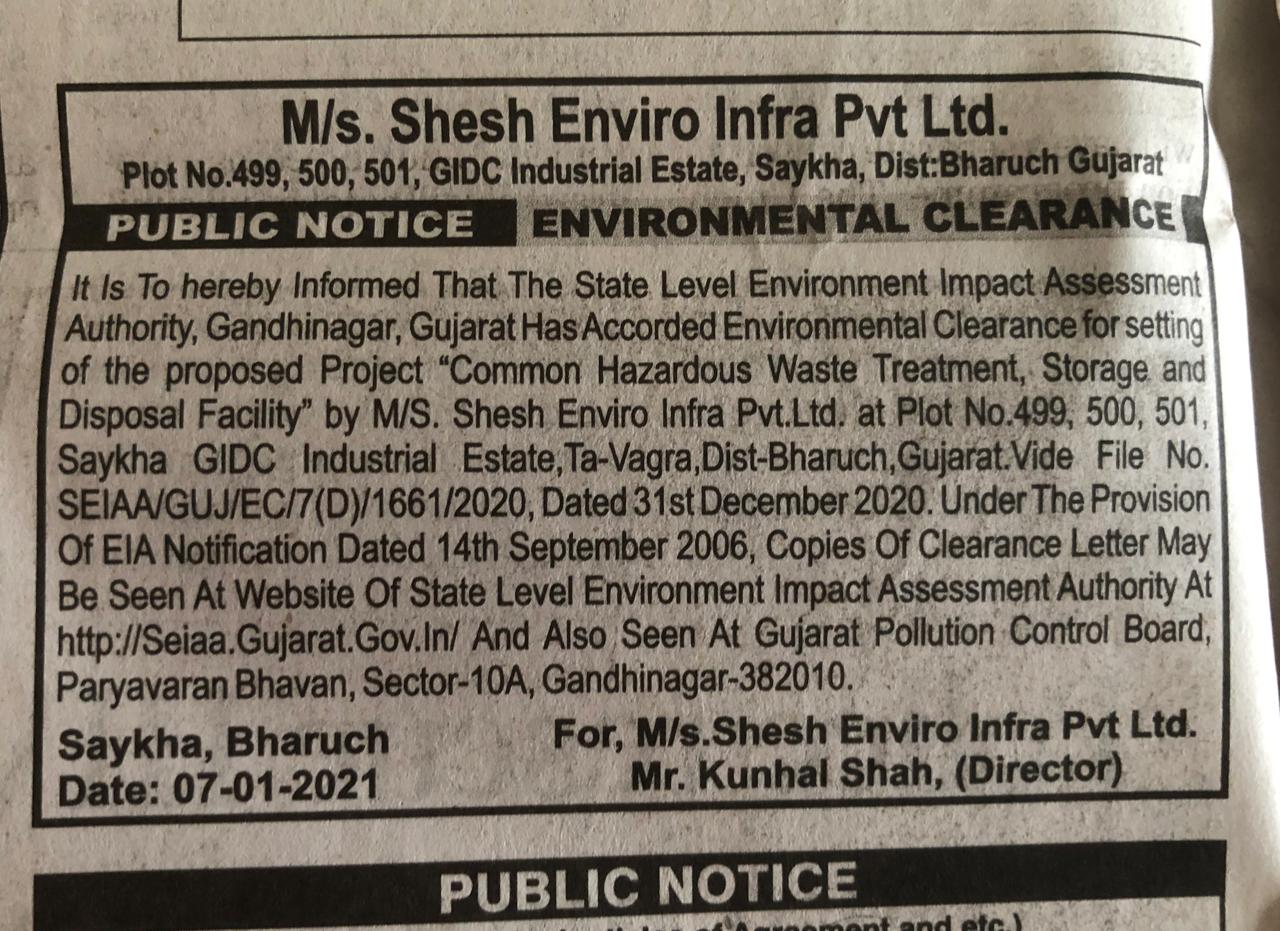 M/s. Shesh Enviro Infra Pvt Ltd.
Plot No.499, 500, 501, GIDC Industrial Estate, Saykha, Dist:Bharuch Gujarat
PUBLIC NOTICE ENVIRONMENTAL CLEARANCE
It Is To hereby Informed That The State Level Environment Impact Assessment
Authority, Gandhinagar, Gujarat Has Accorded Environmental Clearance for setting
of the proposed Project “Common Hazardous Waste Treatment, Storage and
Disposal Facility” by M/S. Shesh Enviro Infra Pvt.Ltd. at Plot No.499, 500, 501,
Saykha GIDC Industrial Estate,Ta-Vagra,Dist-Bharuch,Gujarat.Vide File No.
SEIAA/GUJ/EC/7(D)/1661/2020, Dated 31st December 2020. Under The Provision
Of EIA Notification Dated 14th September 2006, Copies Of Clearance Letter May
Be Seen At Website Of State Level Environment Impact Assessment Authority At
http://Seiaa.Gujarat.Gov.In/ And Also Seen At Gujarat Pollution Control Board,
Paryavaran Bhavan, Sector-10A, Gandhinagar-382010.
Saykha, Bharuch For, M/s.Shesh Enviro Infra Pvt Ltd.
Date: 07-01-2021 Mr. Kunhal Shah, (Director)
PUBLIC NOTICE
of Agreement and etc.)